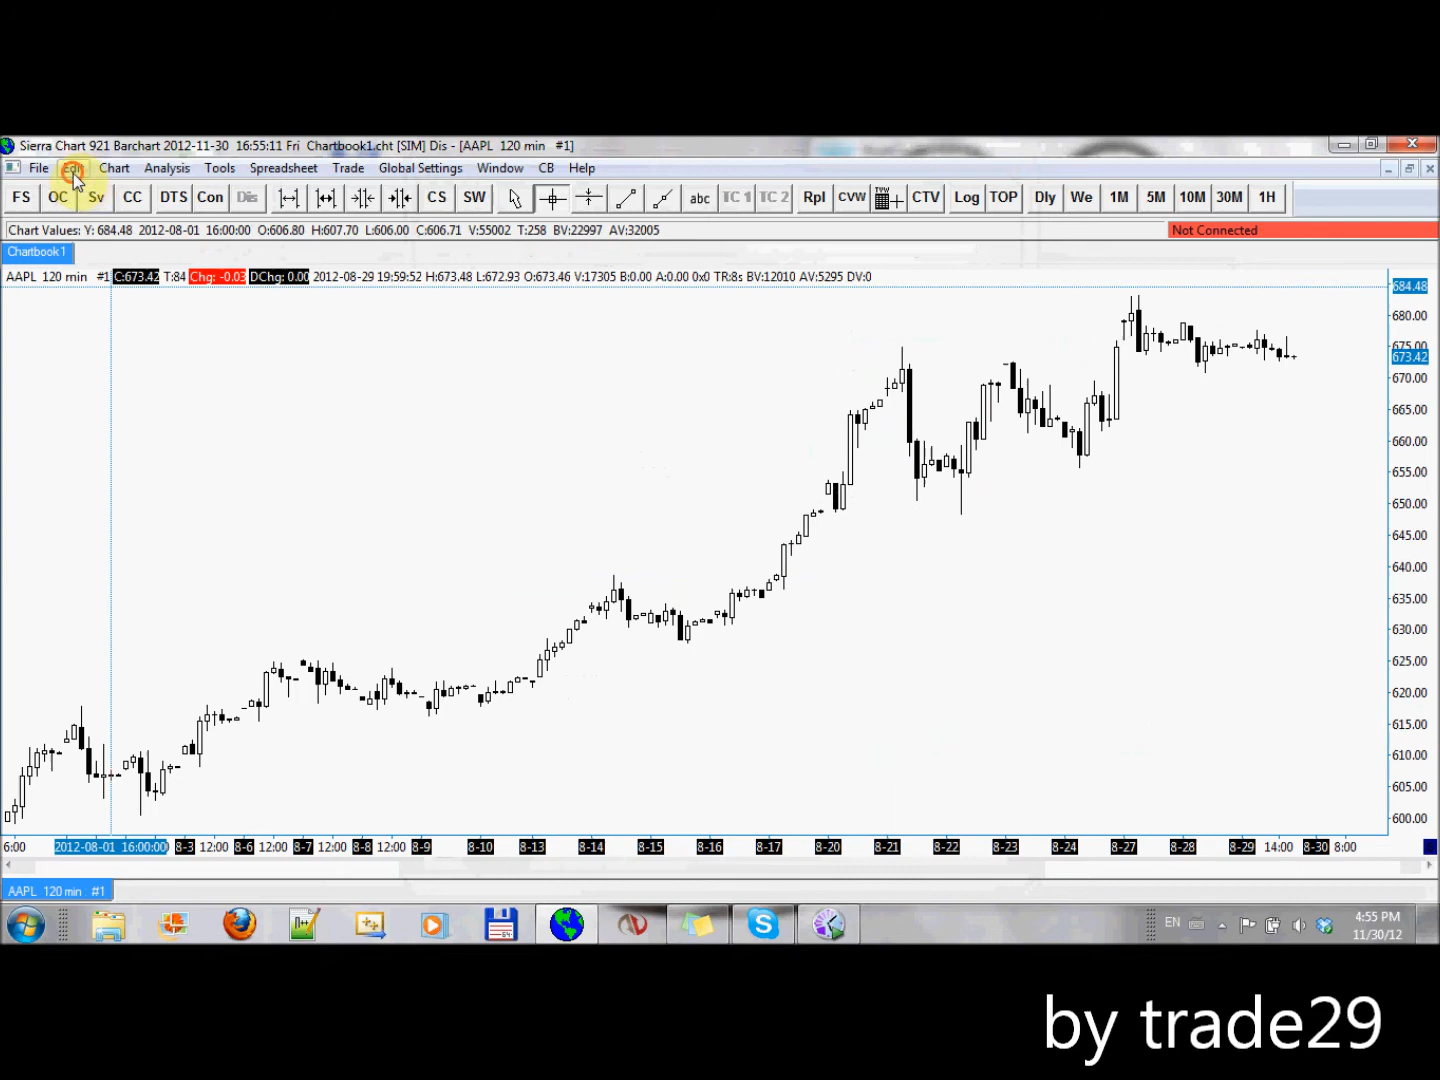 Sierra Chart 921 Barchart 2012-11-30 16:55:11 Fri Chartbook1.cht [SIM] Dis - [AAPL 120 min #1]
File Edit Chart Analysis Tools Spreadsheet Trade Global Settings Window CB Help
FS OC Sv CC DTS Con Dis CS SW abc TC 1 TC 2 Rpl CVW TPW CTV Log TOP Dly We 1M 5M 10M 30M 1H
Chart Values: Y: 684.48 2012-08-01 16:00:00 O:606.80 H:607.70 L:606.00 C:606.71 V:55002 T:258 BV:22997 AV:32005
Not Connected
Chartbook1
AAPL 120 min #1 C:673.42 T:84 Chg: -0.03 DChg: 0.00 2012-08-29 19:59:52 H:673.48 L:672.93 O:673.46 V:17305 B:0.00 A:0.00 0x0 TR:8s BV:12010 AV:5295 DV:0
684.48
680.00
675.00
673.42
670.00
665.00
660.00
655.00
650.00
645.00
640.00
635.00
630.00
625.00
620.00
615.00
610.00
605.00
600.00
6:00 2012-08-01 16:00:00 8-3 12:00 8-6 12:00 8-7 12:00 8-8 12:00 8-9 8-10 8-13 8-14 8-15 8-16 8-17 8-20 8-21 8-22 8-23 8-24 8-27 8-28 8-29 14:00 8-30 8:00
AAPL 120 min #1
EN
4:55 PM
11/30/12
by trade29